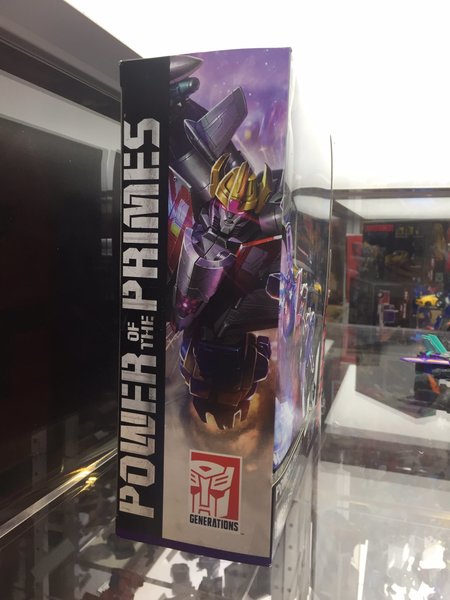 POWER OF THE PRIMES
GENERATIONS